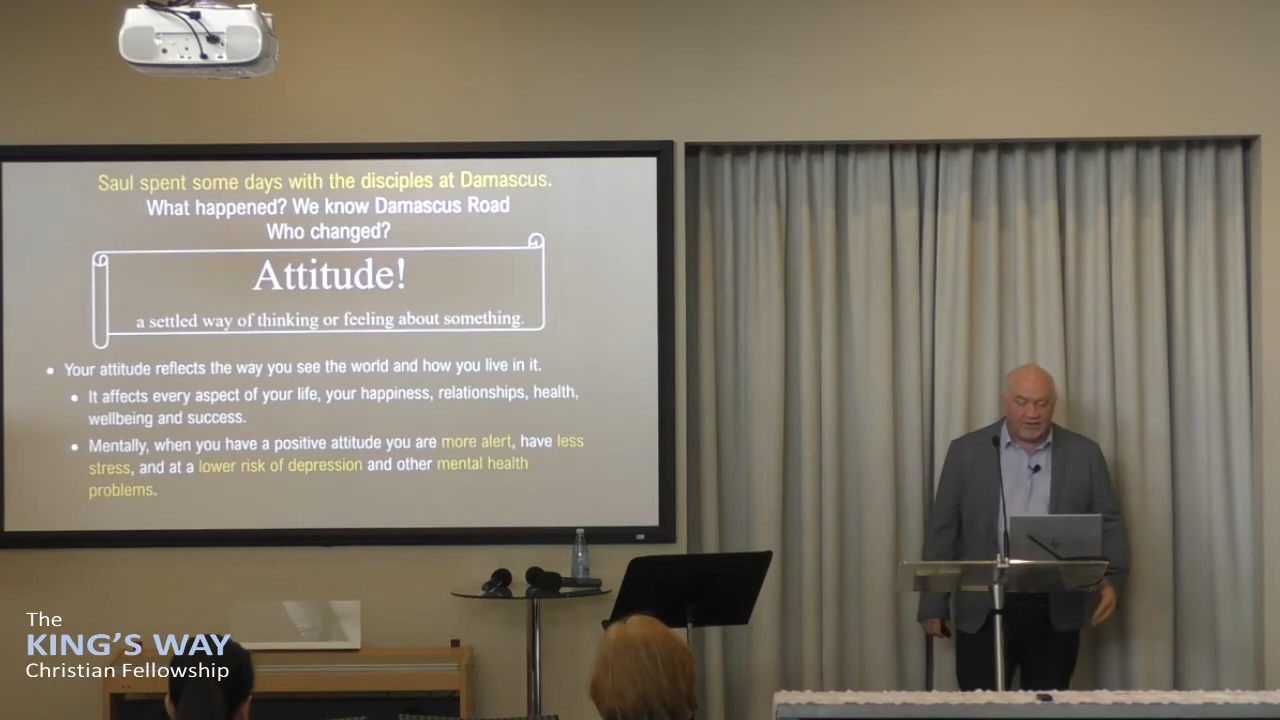 Saul spent some days with the disciples at Damascus.
What happened? We know Damascus Road
Who changed?
Attitude!
a settled way of thinking or feeling about something.
• Your attitude reflects the way you see the world and how you live in it.
• It affects every aspect of your life, your happiness, relationships, health,
wellbeing and success.
• Mentally, when you have a positive attitude you are more alert, have less
stress, and at a lower risk of depression and other mental health
problems.
The
KING'S WAY
Christian Fellowship